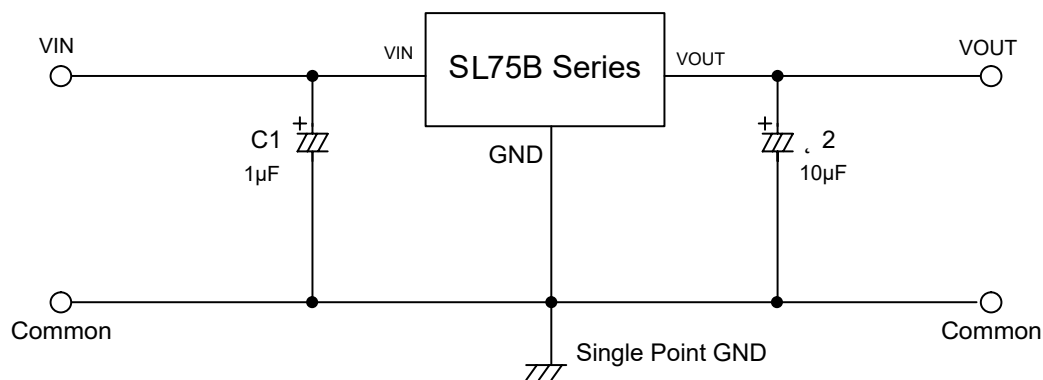 VIN
VIN
SL75B Series
VOUT
VOUT
+
C1
1µF
GND
+
2
10µF
Common
Common
Single Point GND